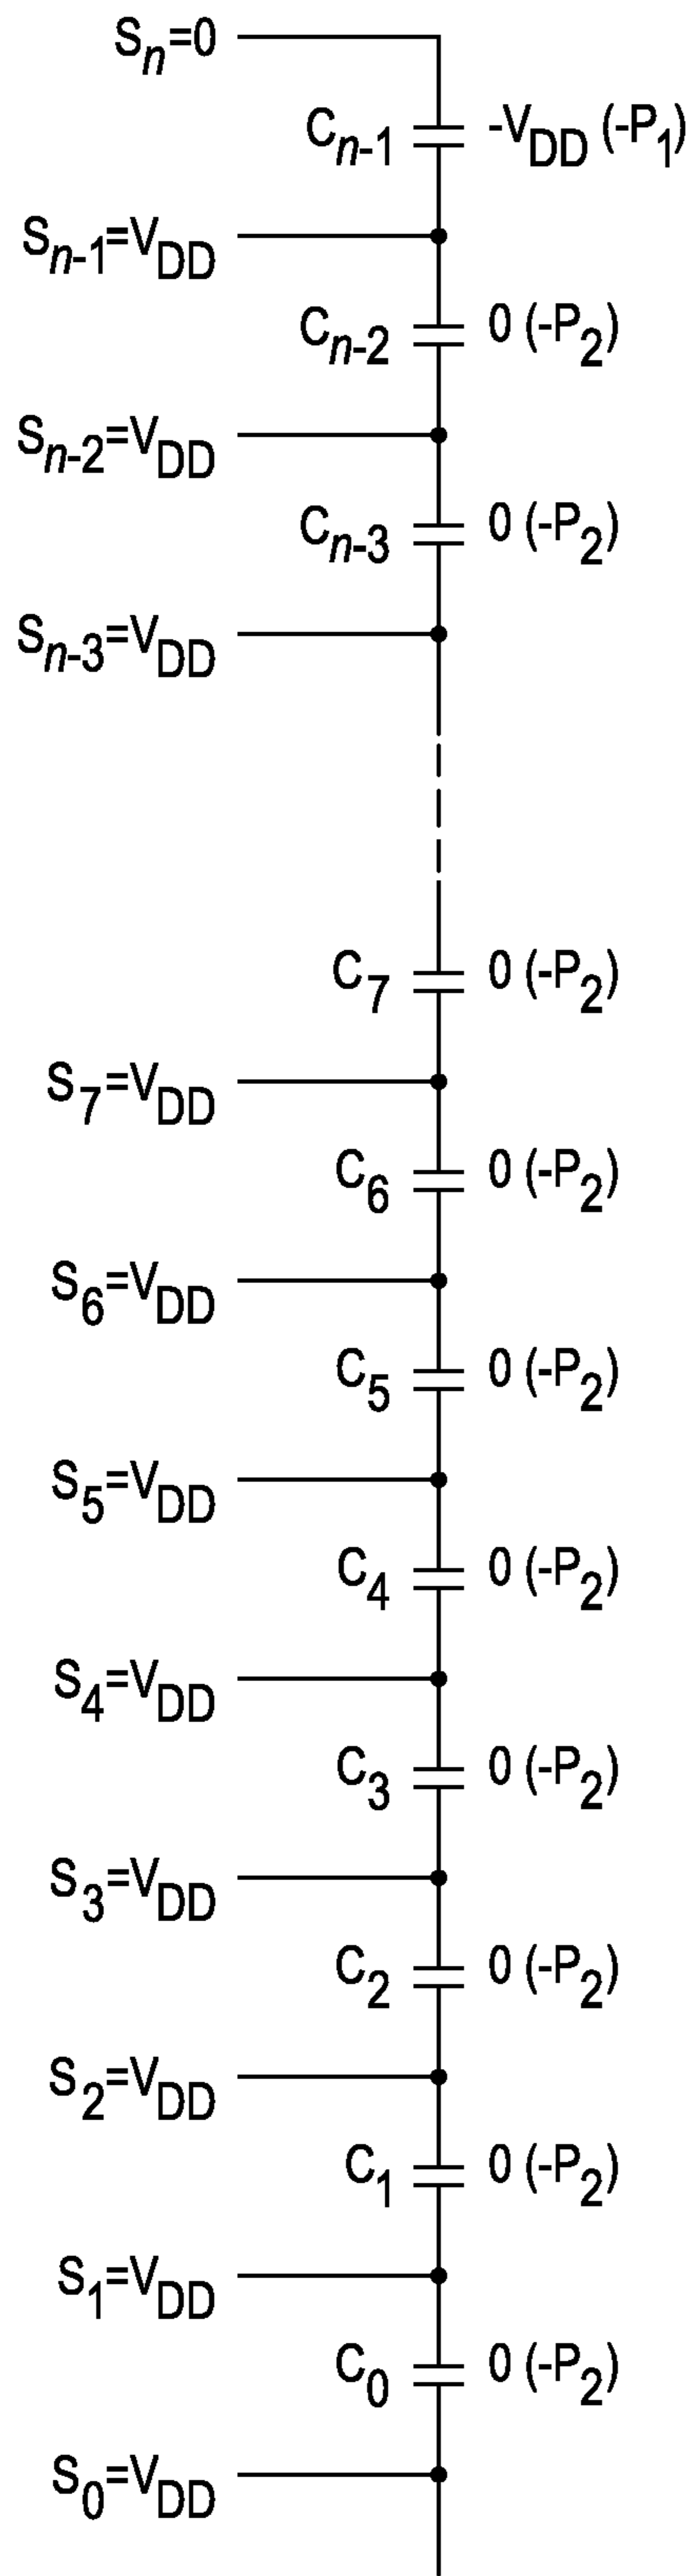 Sn=0
Cn-1 -VDD (-P1)
Sn-1=VDD
Cn-2 0 (-P2)
Sn-2=VDD
Cn-3 0 (-P2)
Sn-3=VDD
C7 0 (-P2)
S7=VDD
C6 0 (-P2)
S6=VDD
C5 0 (-P2)
S5=VDD
C4 0 (-P2)
S4=VDD
C3 0 (-P2)
S3=VDD
C2 0 (-P2)
S2=VDD
C1 0 (-P2)
S1=VDD
C0 0 (-P2)
S0=VDD